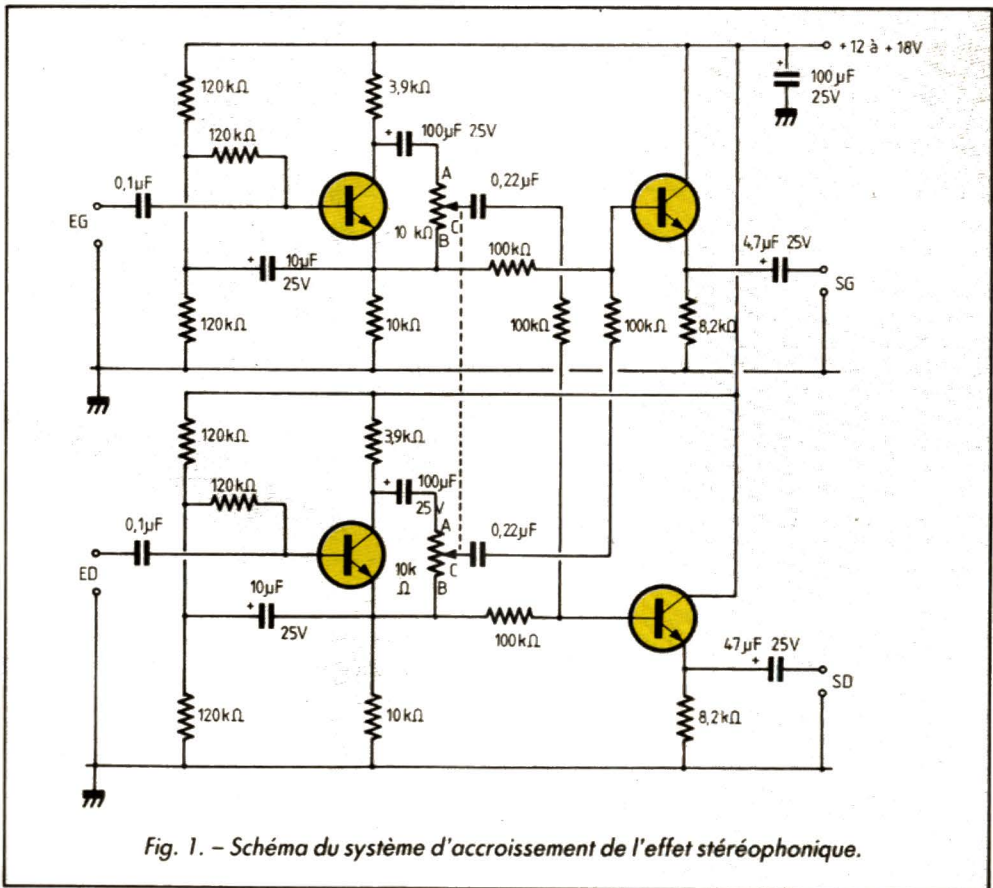 +12 à +18V
120kΩ
3,9kΩ
+
100µF
25V
120kΩ
+
100µF 25V
0,1µF
A
0,22µF
EG
10 kΩ
C
B
100kΩ
4,7µF 25V
+
10µF
25V
+
SG
120kΩ
10kΩ
100kΩ
100kΩ
8,2kΩ
120kΩ
3,9kΩ
120kΩ
+
100µF
25V
0,1µF
A
0,22µF
ED
10k
Ω
C
B
10µF
+
25V
100kΩ
47µF 25V
+
SD
120kΩ
10kΩ
8,2kΩ
Fig. 1. – Schéma du système d'accroissement de l'effet stéréophonique.